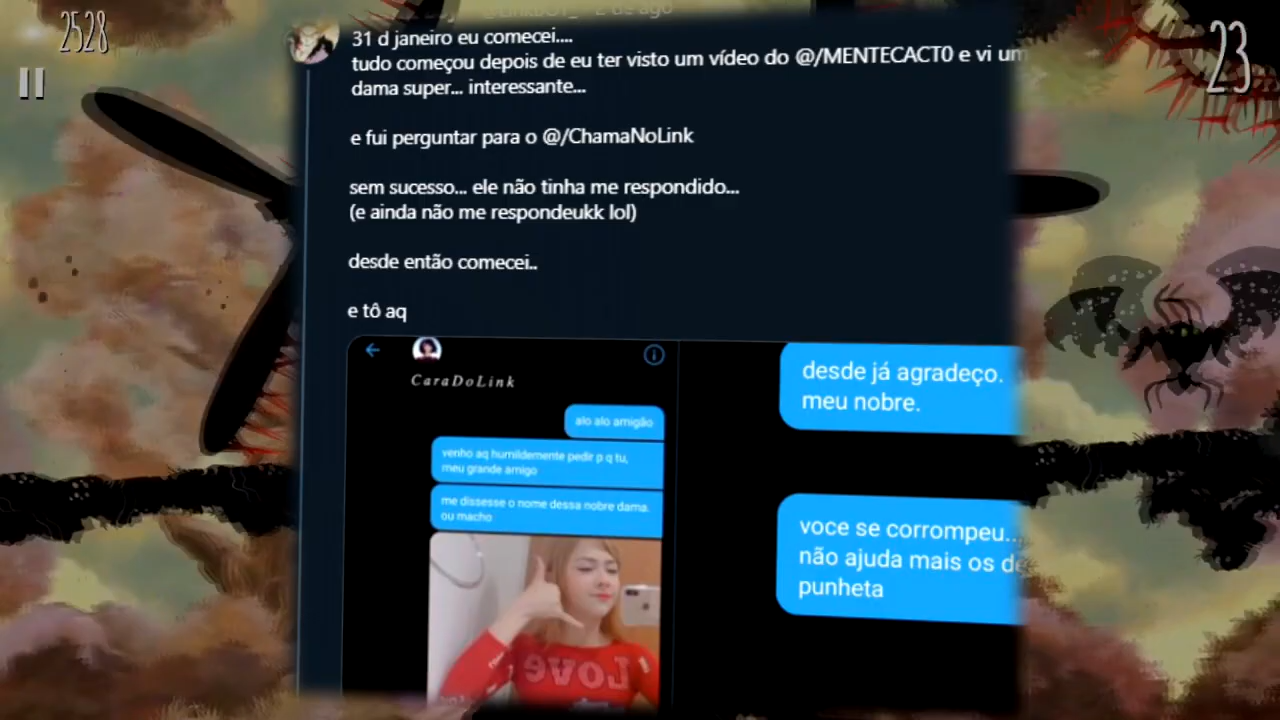 2528
23
31 d janeiro eu comecei....
tudo começou depois de eu ter visto um vídeo do @/MENTECACT0 e vi um
dama super... interessante...
e fui perguntar para o @/ChamaNoLink
sem sucesso... ele não tinha me respondido...
(e ainda não me respondeukk lol)
desde então comecei..
e tô aq
CaraDoLink
alo alo amigão
venho aq humildemente pedir p q tu,
meu grande amigo
me dissesse o nome dessa nobre dama.
ou macho
Love
desde já agradeço.
meu nobre.
voce se corrompeu...
não ajuda mais os de
punheta